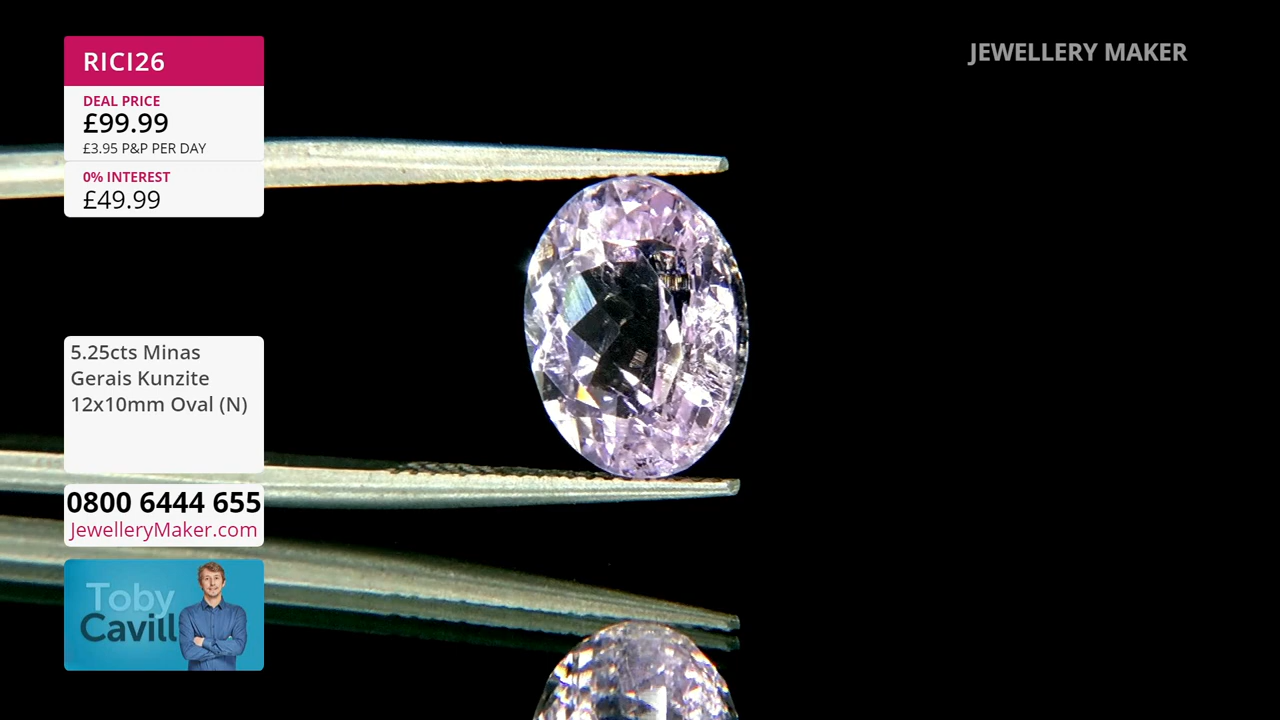 RICI26
DEAL PRICE
£99.99
£3.95 P&P PER DAY
0% INTEREST
£49.99
JEWELLERY MAKER
5.25cts Minas
Gerais Kunzite
12x10mm Oval (N)
0800 6444 655
JewelleryMaker.com
Toby
Cavill